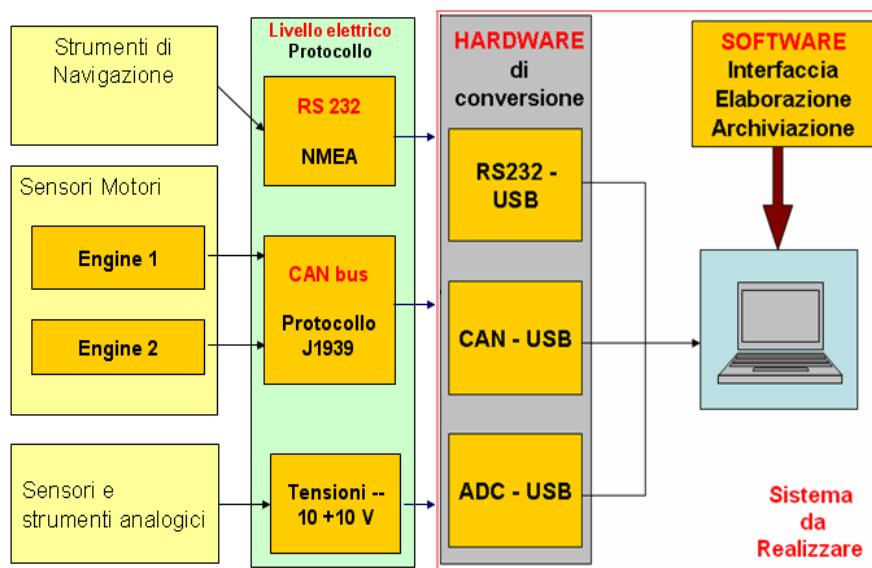 Strumenti di
Navigazione
Sensori Motori
Engine 1
Engine 2
Sensori e
strumenti analogici
Livello elettrico
Protocollo
RS 232
NMEA
CAN bus
Protocollo
J1939
Tensioni --
10 +10 V
HARDWARE
di
conversione
RS232 -
USB
CAN - USB
ADC - USB
SOFTWARE
Interfaccia
Elaborazione
Archiviazione
Sistema
da
Realizzare